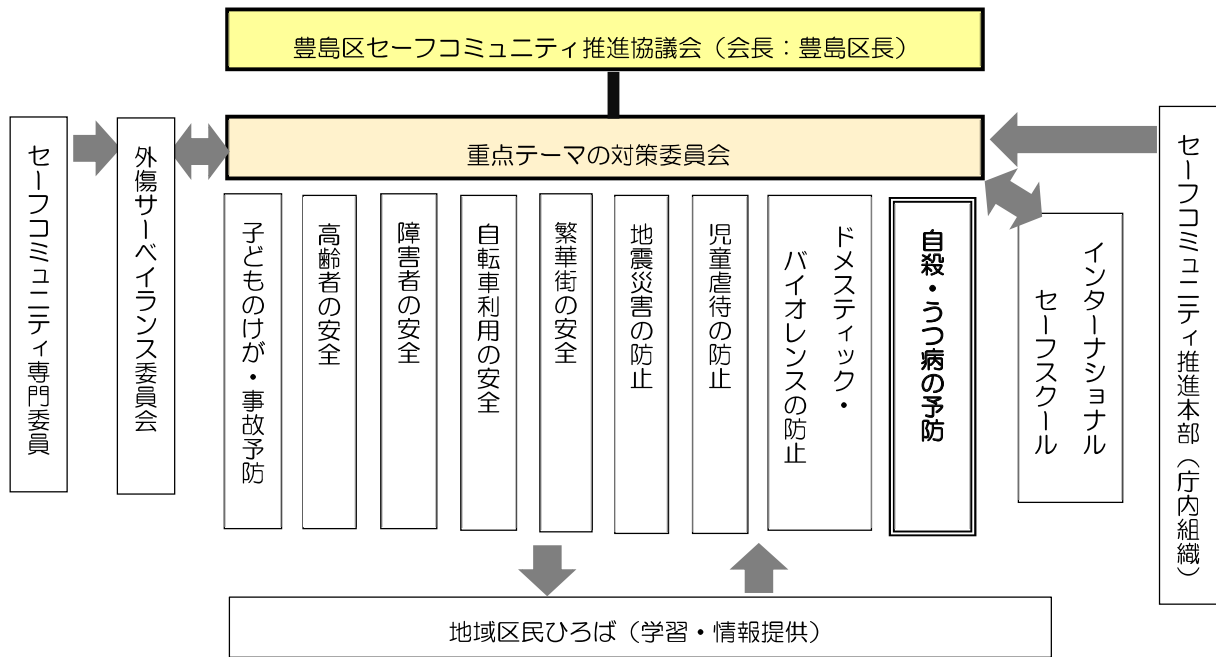 豊島区セーフコミュニティ推進協議会(会長:豊島区長)
重点テーマの対策委員会
セーフコミュニティ専門委員
外傷サーベイランス委員会
子どものけが・事故予防
高齢者の安全
障害者の安全
自転車利用の安全
繁華街の安全
地震災害の防止
児童虐待の防止
ドメスティック・
バイオレンスの防止
自殺・うつ病の予防
インターナショナル
セーフスクール
セーフコミュニティ推進本部(庁内組織)
地域区民ひろば(学習・情報提供)